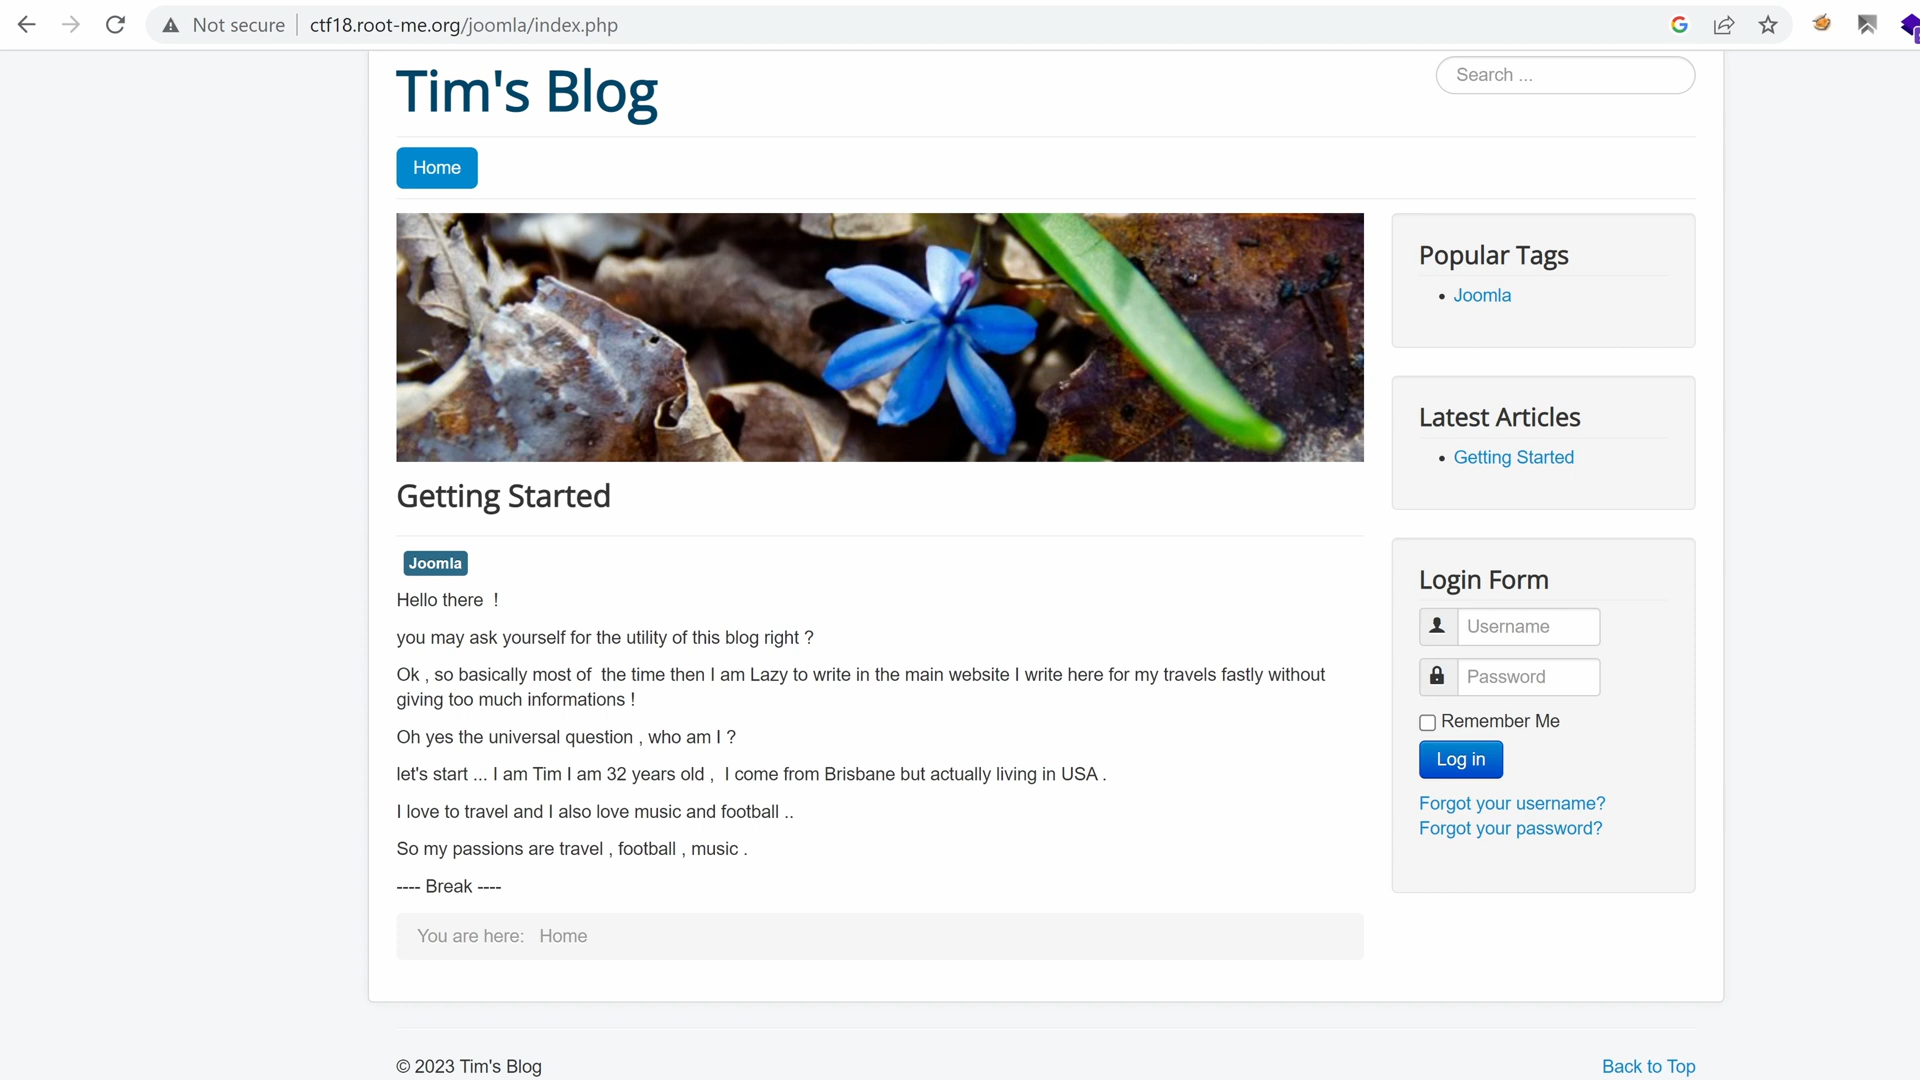 Not secure
ctf18.root-me.org/joomla/index.php
Tim's Blog
Search ...
Home
Getting Started
Joomla
Hello there  !
you may ask yourself for the utility of this blog right ?
Ok , so basically most of  the time then I am Lazy to write in the main website I write here for my travels fastly without
giving too much informations !
Oh yes the universal question , who am I ?
let's start ... I am Tim I am 32 years old ,  I come from Brisbane but actually living in USA .
I love to travel and I also love music and football ..
So my passions are travel , football , music .
---- Break ----
You are here: Home
Popular Tags
Joomla
Latest Articles
Getting Started
Login Form
Username
Password
Remember Me
Log in
Forgot your username?
Forgot your password?
© 2023 Tim's Blog
Back to Top